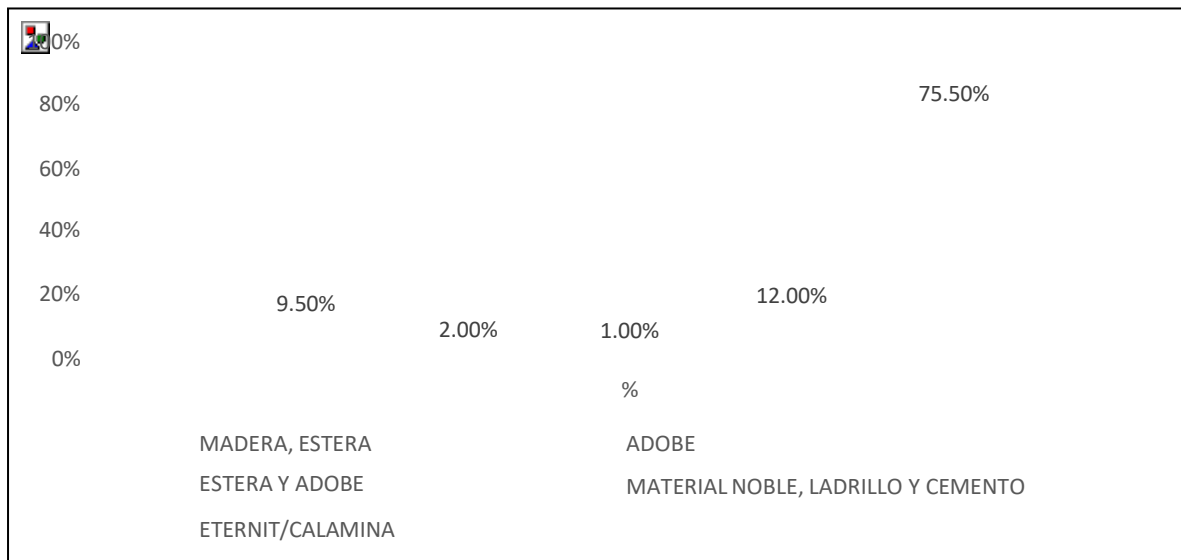 0%
75.50%
80%
60%
40%
20%
12.00%
9.50%
2.00%
1.00%
0%
%
MADERA, ESTERA
ADOBE
ESTERA Y ADOBE
MATERIAL NOBLE, LADRILLO Y CEMENTO
ETERNIT/CALAMINA